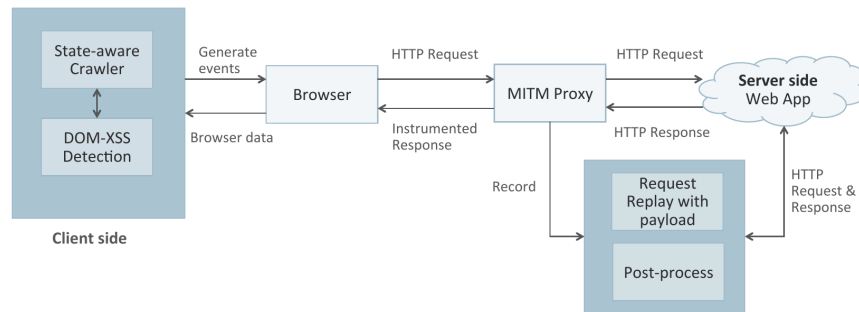 State-aware
Crawler
DOM-XSS
Detection
Client side
Generate
events
Browser data
Browser
HTTP Request
Instrumented
Response
MITM Proxy
HTTP Request
HTTP Response
Server side
Web App
Record
Request
Replay with
payload
Post-process
HTTP
Request &
Response